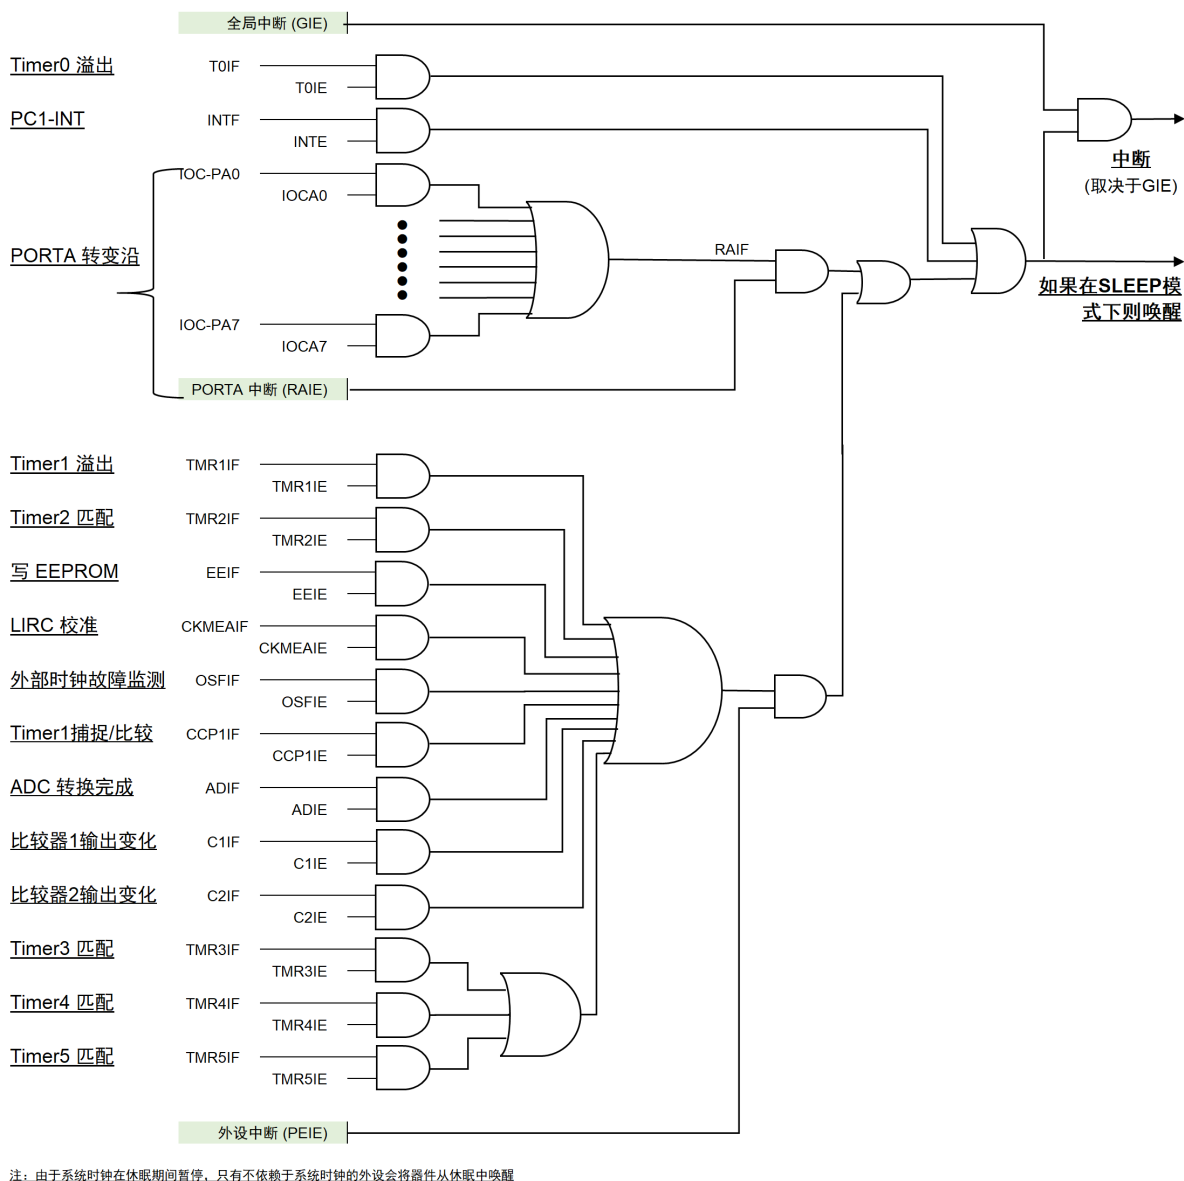 全局中断 (GIE)
Timer0 溢出
T0IF
T0IE
PC1-INT
INTF
INTE
中断
(取决于GIE)
IOC-PA0
IOCA0
PORTA 转变沿
RAIF
如果在SLEEP模
式下则唤醒
IOC-PA7
IOCA7
PORTA 中断 (RAIE)
Timer1 溢出
TMR1IF
TMR1IE
Timer2 匹配
TMR2IF
TMR2IE
写 EEPROM
EEIF
EEIE
LIRC 校准
CKMEAIF
CKMEAIE
外部时钟故障监测
OSFIF
OSFIE
Timer1捕捉/比较
CCP1IF
CCP1IE
ADC 转换完成
ADIF
ADIE
比较器1输出变化
C1IF
C1IE
比较器2输出变化
C2IF
C2IE
Timer3 匹配
TMR3IF
TMR3IE
Timer4 匹配
TMR4IF
TMR4IE
Timer5 匹配
TMR5IF
TMR5IE
外设中断 (PEIE)
注：由于系统时钟在休眠期间暂停，只有不依赖于系统时钟的外设会将器件从休眠中唤醒